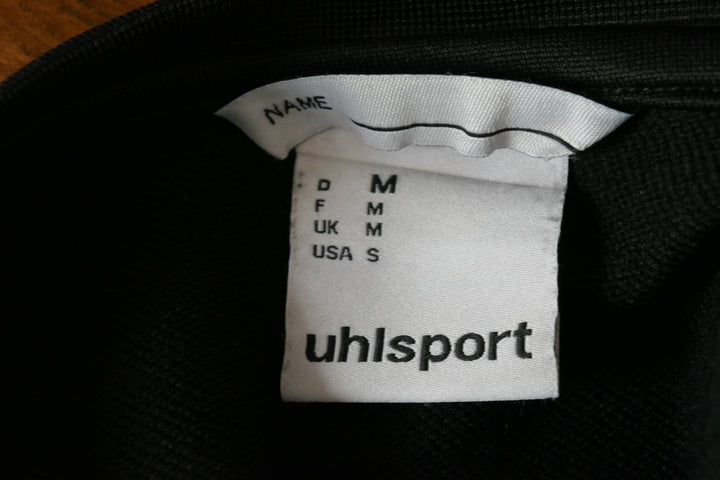 NAME
D M
F M
UK M
USA S
uhlsport